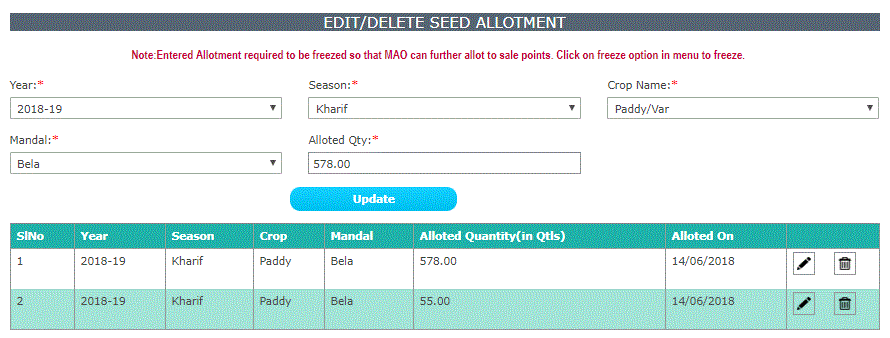 EDIT/DELETE SEED ALLOTMENT
Note:Entered Allotment required to be freezed so that MAO can further allot to sale points. Click on freeze option in menu to freeze.
Year:* Season:* Crop Name:*
2018-19 Kharif Paddy/Var
Mandal:* Alloted Qty:*
Bela 578.00
Update
SlNo Year Season Crop Mandal Alloted Quantity(in Qtls) Alloted On
1 2018-19 Kharif Paddy Bela 578.00 14/06/2018
2 2018-19 Kharif Paddy Bela 55.00 14/06/2018